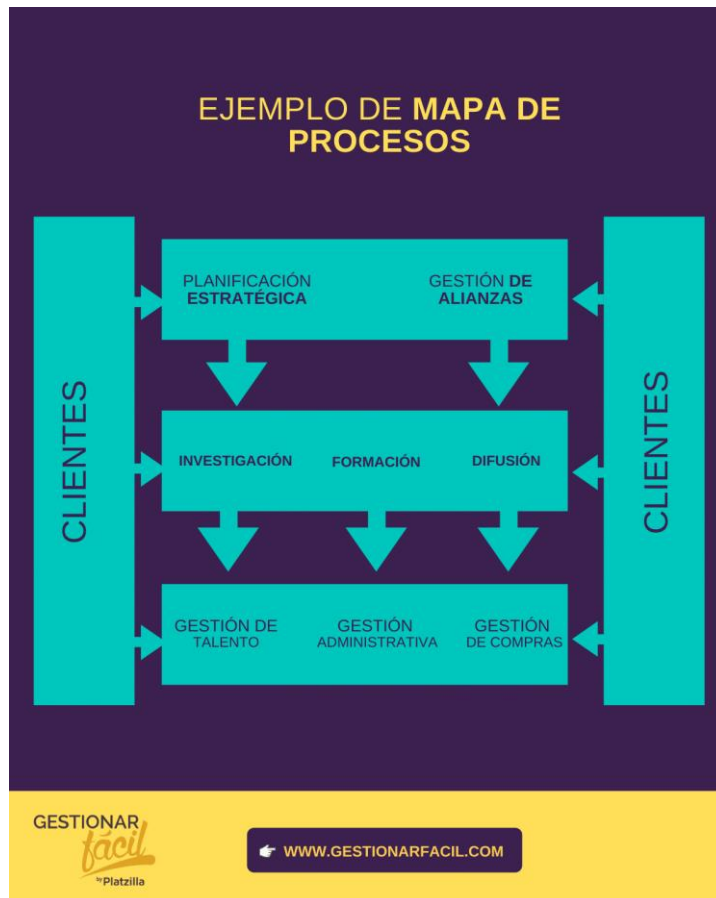 EJEMPLO DE MAPA DE
PROCESOS
CLIENTES
PLANIFICACIÓN
ESTRATÉGICA
GESTIÓN DE
ALIANZAS
INVESTIGACIÓN
FORMACIÓN
DIFUSIÓN
GESTIÓN DE
TALENTO
GESTIÓN
ADMINISTRATIVA
GESTIÓN
DE COMPRAS
CLIENTES
GESTIONAR
fácil
by Platzilla
WWW.GESTIONARFACIL.COM